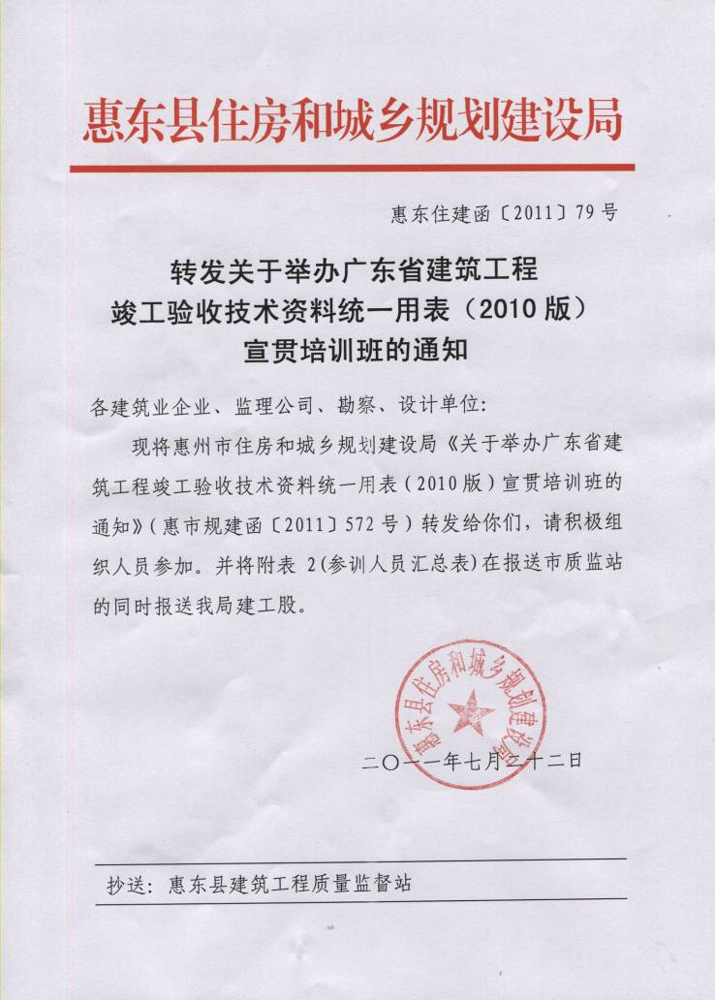 惠东县住房和城乡规划建设局
惠东住建函〔2011〕79号
转发关于举办广东省建筑工程
竣工验收技术资料统一用表（2010版）
宣贯培训班的通知
各建筑业企业、监理公司、勘察、设计单位：
现将惠州市住房和城乡规划建设局《关于举办广东省建
筑工程竣工验收技术资料统一用表（2010版）宣贯培训班的
通知》（惠市规建函〔2011〕572号）转发给你们，请积极组
织人员参加。并将附表 2(参训人员汇总表)在报送市质监站
的同时报送我局建工股。
惠东县住房和城乡规划建设局
二〇一一年七月二十二日
抄送：惠东县建筑工程质量监督站